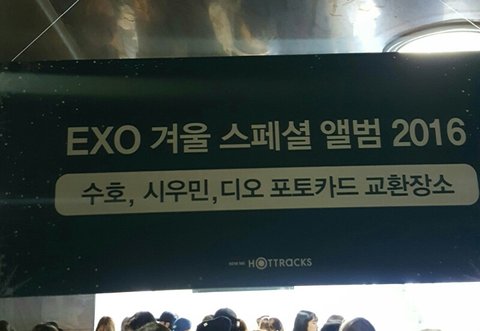 EXO 겨울 스페셜 앨범 2016
수호, 시우민, 디오 포토카드 교환장소
HOTTRACKS